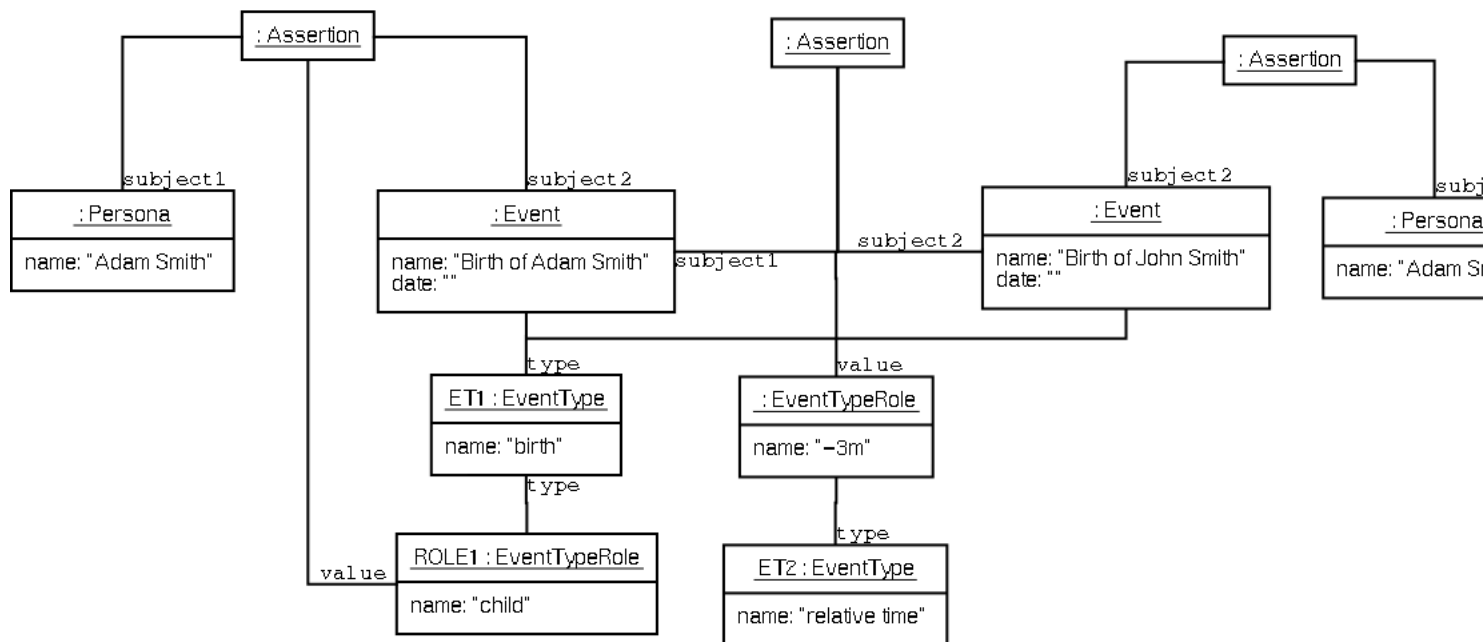 : Assertion
: Assertion
: Assertion
subject1
subject2
subject2
: Persona
name: "Adam Smith"
: Event
name: "Birth of Adam Smith"
date: ""
subject1
subject2
: Event
name: "Birth of John Smith"
date: ""
: Persona
name: "Adam
type
value
ET1 : EventType
name: "birth"
: EventTypeRole
name: "-3m"
type
type
value
ROLE1 : EventTypeRole
name: "child"
ET2 : EventType
name: "relative time"